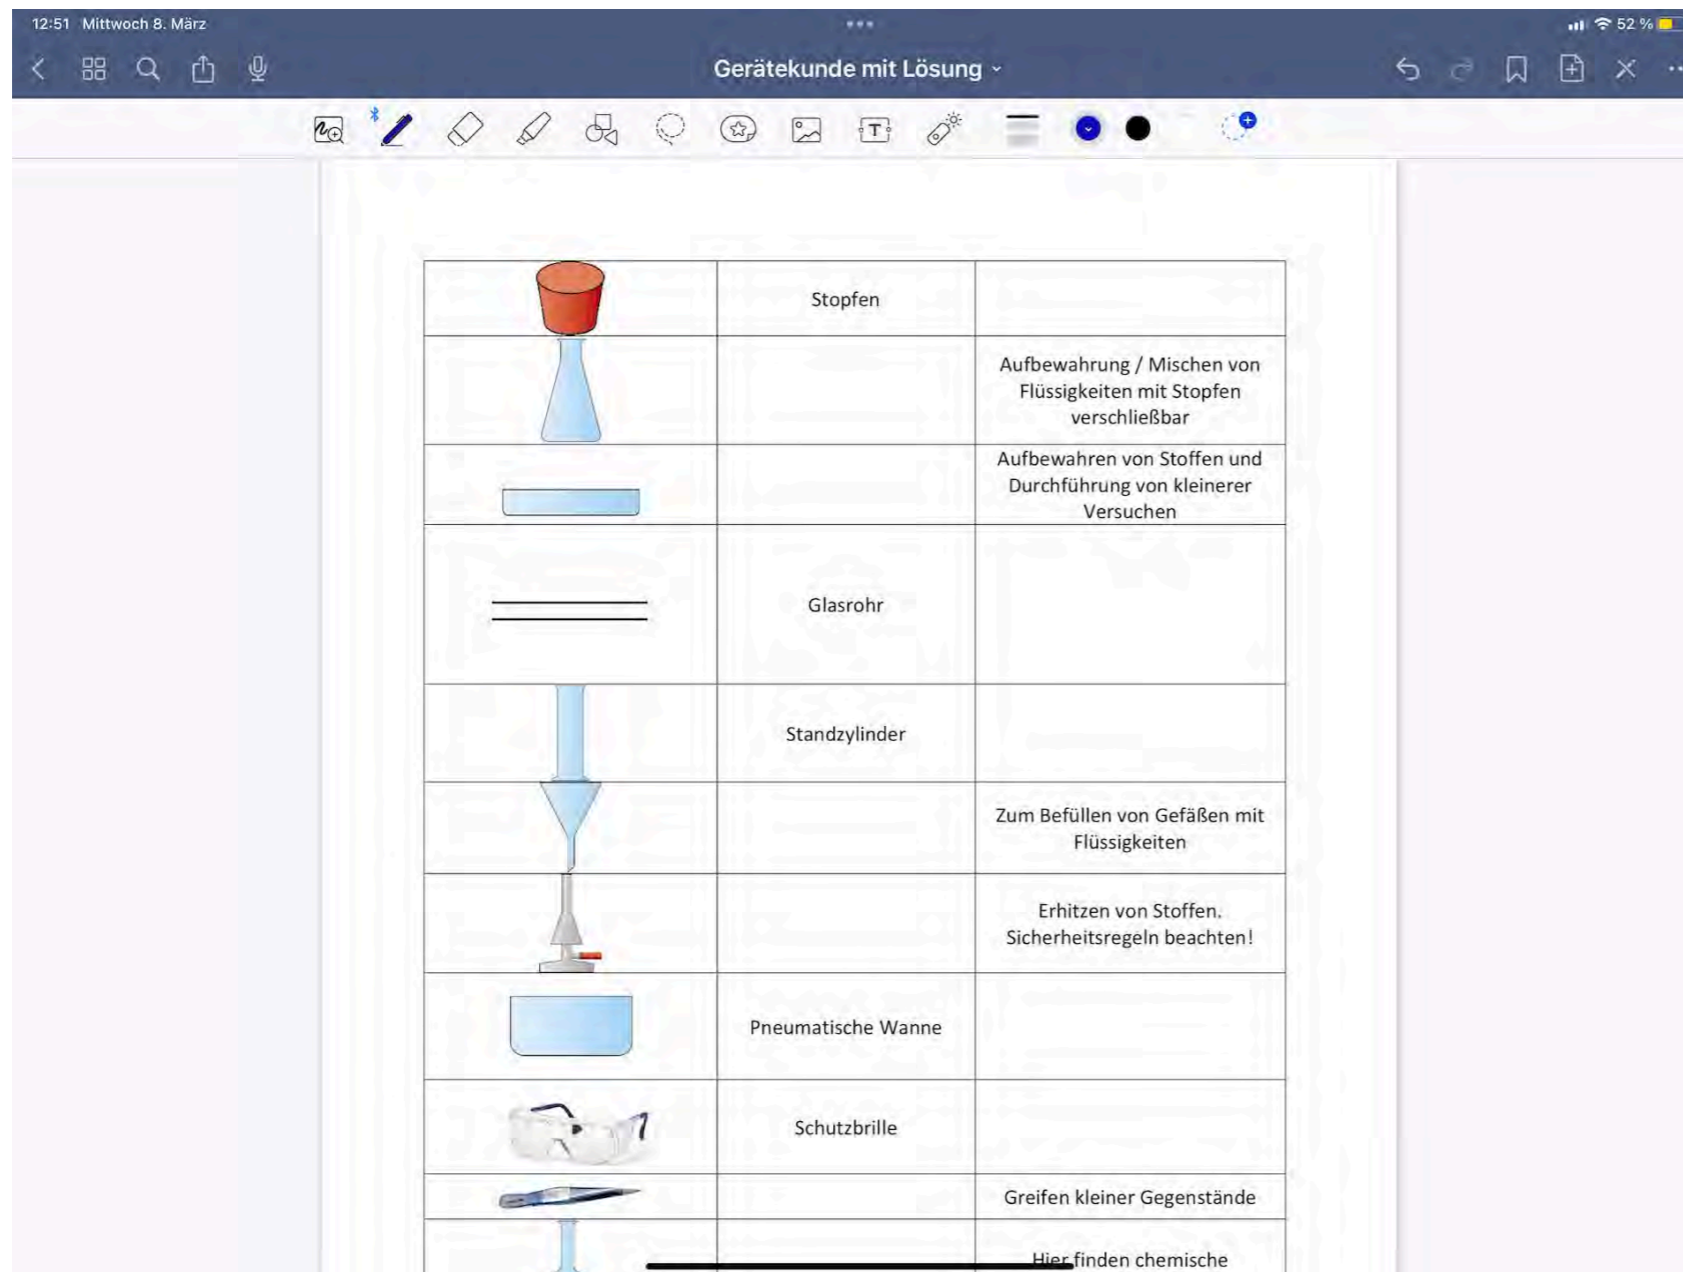 12:51 Mittwoch 8. März
52 %
Gerätekunde mit Lösung
T
Stopfen
Aufbewahrung / Mischen von
Flüssigkeiten mit Stopfen
verschließbar
Aufbewahren von Stoffen und
Durchführung von kleinerer
Versuchen
Glasrohr
Standzylinder
Zum Befüllen von Gefäßen mit
Flüssigkeiten
Erhitzen von Stoffen.
Sicherheitsregeln beachten!
Pneumatische Wanne
Schutzbrille
Greifen kleiner Gegenstände
Hier finden chemische